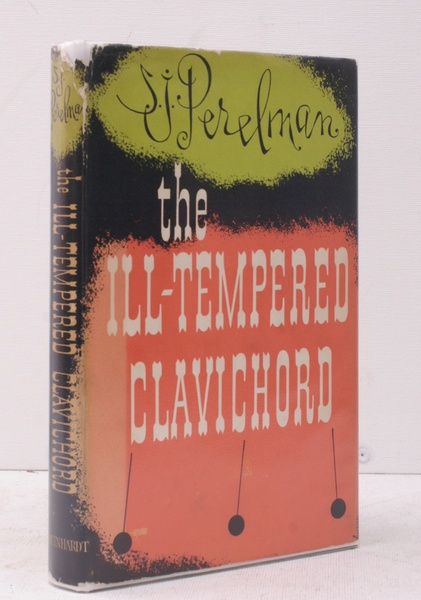 S.J. Perelman
the
ILL-TEMPERED
CLAVICHORD
S.J.
Perelman
the ILL-TEMPERED CLAVICHORD